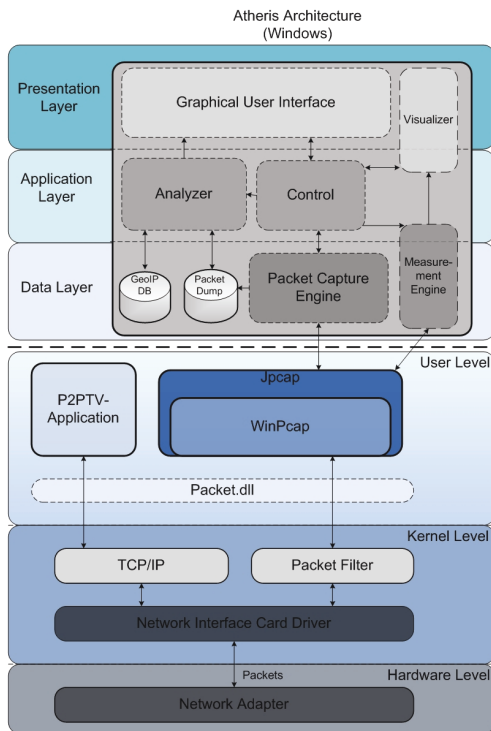 Atheris Architecture
(Windows)
Presentation
Layer
Graphical User Interface
Visualizer
Application
Layer
Analyzer
Control
Data Layer
GeoIP
DB
Packet
Dump
Packet Capture
Engine
Measure-
ment
Engine
User Level
P2PTV-
Application
Jpcap
WinPcap
Packet.dll
Kernel Level
TCP/IP
Packet Filter
Network Interface Card Driver
Packets
Hardware Level
Network Adapter